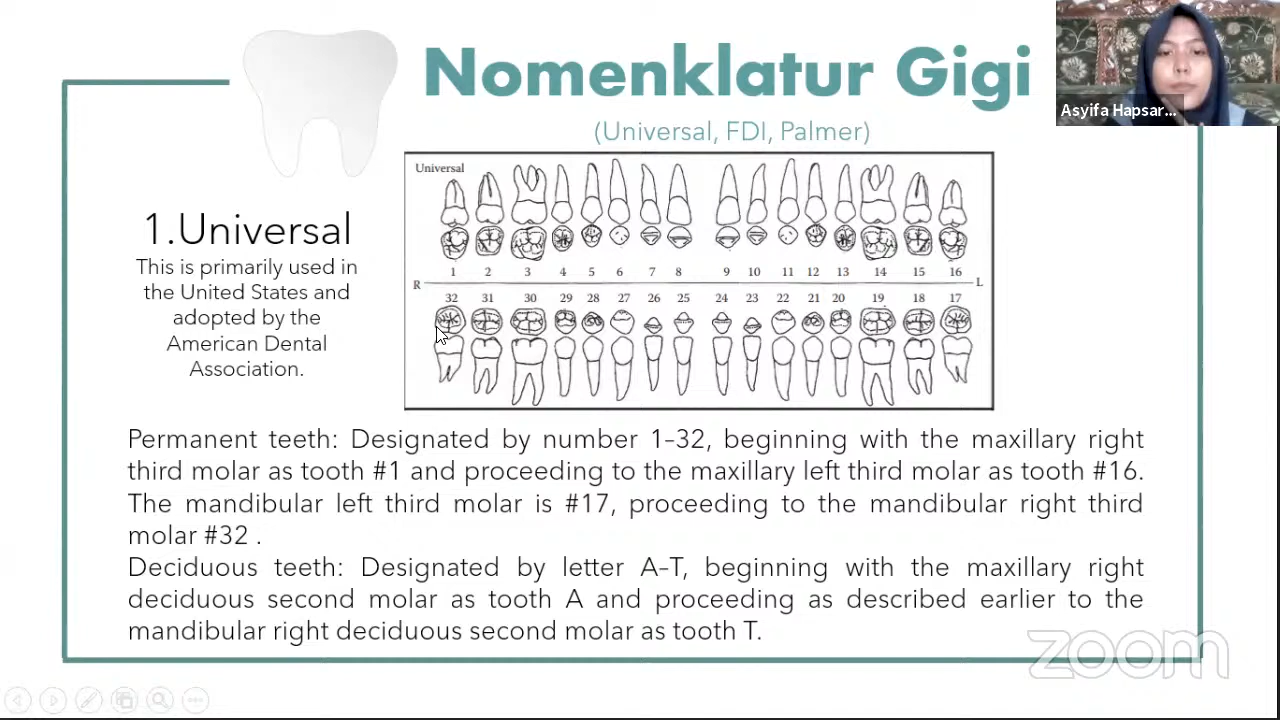 Nomenklatur Gigi
(Universal, FDI, Palmer)
Asyifa Hapsar...
1.Universal
This is primarily used in
the United States and
adopted by the
American Dental
Association.
Universal
1 2 3 4 5 6 7 8 9 10 11 12 13 14 15 16
R L
32 31 30 29 28 27 26 25 24 23 22 21 20 19 18 17
Permanent teeth: Designated by number 1–32, beginning with the maxillary right
third molar as tooth #1 and proceeding to the maxillary left third molar as tooth #16.
The mandibular left third molar is #17, proceeding to the mandibular right third
molar #32 .
Deciduous teeth: Designated by letter A–T, beginning with the maxillary right
deciduous second molar as tooth A and proceeding as described earlier to the
mandibular right deciduous second molar as tooth T.
zoom